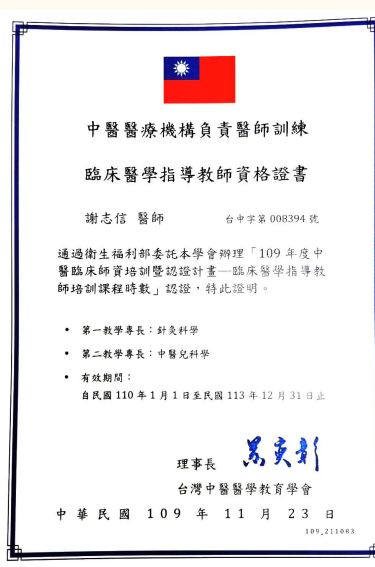 中醫醫療機構負責醫師訓練
臨床醫學指導教師資格證書
謝志信 醫師 台中字第 008394 號
通過衛生福利部委託本學會辦理「109 年度中
醫臨床師資培訓暨認證計畫—臨床醫學指導教
師培訓課程時數」認證，特此證明。
• 第一教學專長：針灸科學
• 第二教學專長：中醫兒科學
• 有效期間：
自民國 110 年 1 月 1 日至民國 113 年 12 月 31 日止
理事長
台灣中醫醫學教育學會
中華民國 109 年 11 月 23 日
109_211083